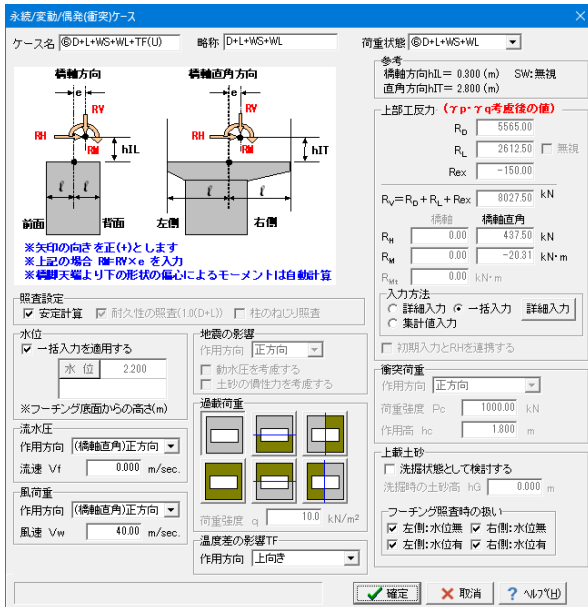 永続/変動/偶発(衝突)ケース
ケース名 ⑥D+L+WS+WL+TF(U) 略称 D+L+WS+WL 荷重状態 ⑥D+L+WS+WL
参考
橋軸方向hIL= 0.300 (m) SW:無視
直角方向hIT= 2.800 (m)
橋軸方向 橋軸直角方向
e RV RH RM hIL ℓ ℓ 前面 背面
e RV RH RM hIT ℓ ℓ 左側 右側
※矢印の向きを正(+)とします
※上記の場合 RM=RV×e を入力
※橋脚天端より下の形状の偏心によるモーメントは自動計算
上部工反力 (γp・γq考慮後の値)
RD 5565.00
RL 2612.50 無視
Rex -150.00
RV=RD+RL+Rex 8027.50 kN
橋軸 橋軸直角
RH 0.00 437.50 kN
RM 0.00 -20.31 kN・m
RMt 0.00 kN・m
入力方法
詳細入力 一括入力 詳細入力
集計値入力
初期入力とRHを連携する
照査設定
安定計算 耐久性の照査(1.0(D+L)) 柱のねじり照査
水位
一括入力を適用する
水 位 2.200
※フーチング底面からの高さ(m)
流水圧
作用方向 (橋軸直角)正方向
流速 Vf 0.000 m/sec.
風荷重
作用方向 (橋軸直角)正方向
風速 Vw 40.00 m/sec.
地震の影響
作用方向 正方向
動水圧を考慮する
土砂の慣性力を考慮する
過載荷重
荷重強度 q 10.0 kN/m²
温度差の影響TF
作用方向 上向き
衝突荷重
作用方向 正方向
荷重強度 Pc 1000.00 kN
作用高 hc 1.800 m
上載土砂
洗掘状態として検討する
洗掘時の土砂高 hG 0.000 m
フーチング照査時の扱い
左側:水位無 右側:水位無
左側:水位有 右側:水位有
確定 取消 ヘルプ(H)